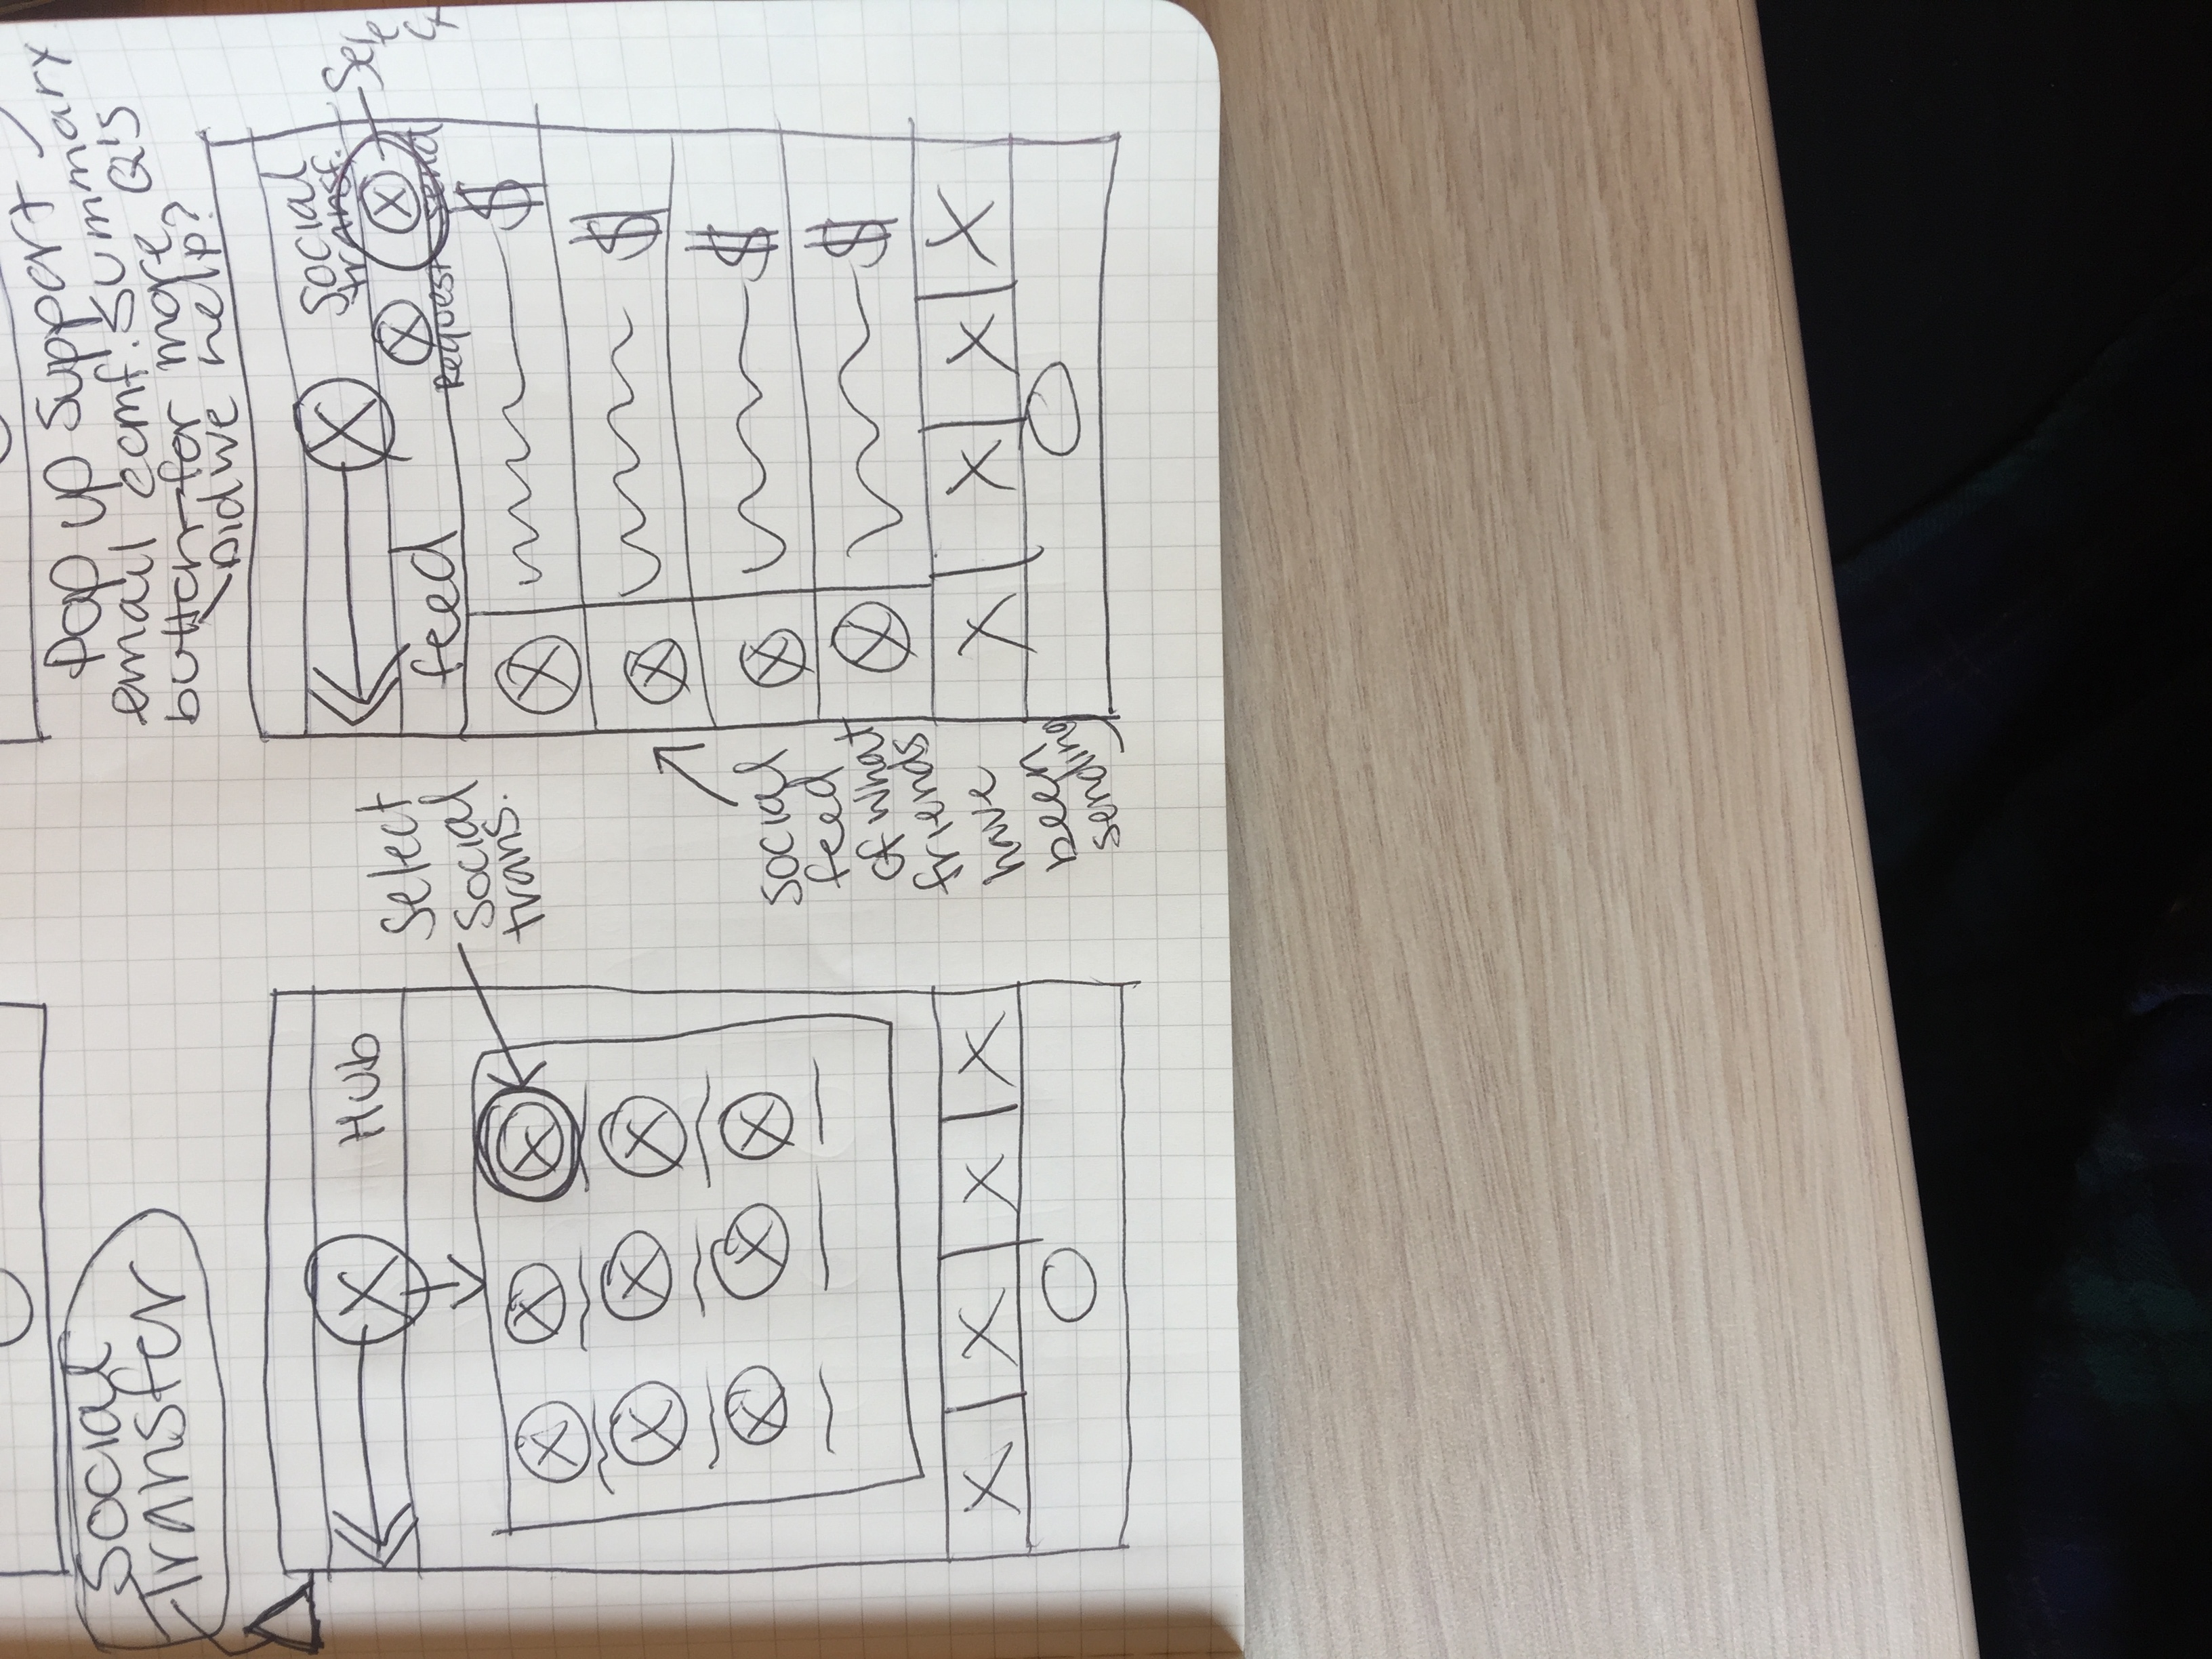 Social
Transfer
Pop up support
email comf. Summary
button for more Q's
Did we help?
HUb
Select
Social
trans.
Social
transf.
Select
feed
Request
send
$
$
$
$
Social
feed
of what
friends
have
been
sending